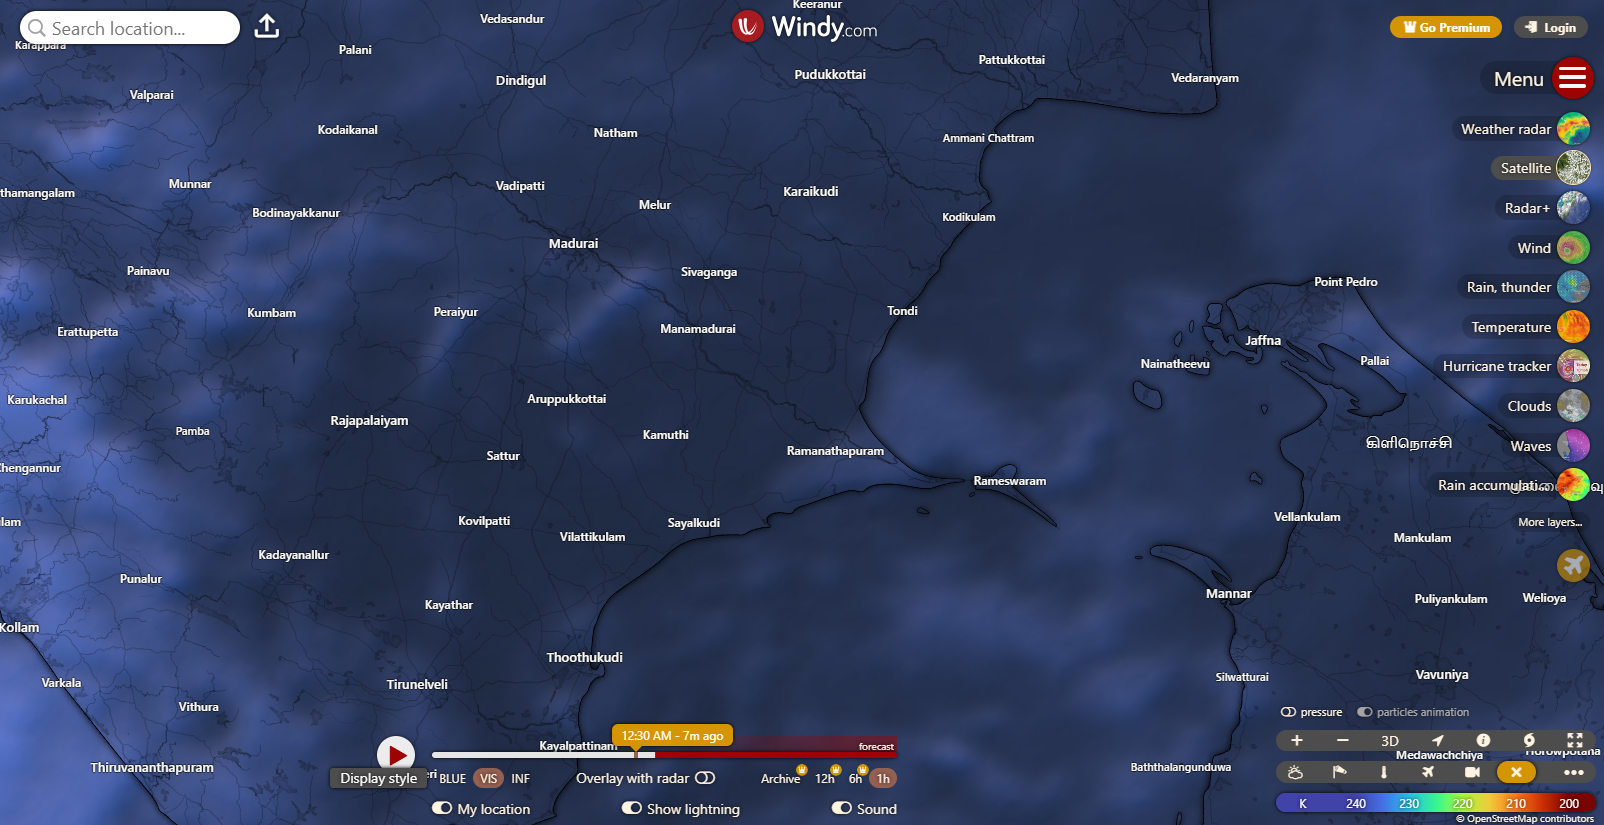 Search location...
Windy.com
Go Premium
Login
Menu
Weather radar
Satellite
Radar+
Wind
Rain, thunder
Temperature
Hurricane tracker
Clouds
Waves
Rain accumulati...
More layers...
Keeranur
Vedasandur
Karappara
Palani
Pattukkottai
Dindigul
Pudukkottai
Vedaranyam
Valparai
Kodaikanal
Natham
Ammani Chattram
Munnar
Vadipatti
Karaikudi
thamangalam
Melur
Bodinayakkanur
Kodikulam
Madurai
Painavu
Sivaganga
Point Pedro
Kumbam
Peraiyur
Tondi
Erattupetta
Manamadurai
Jaffna
Nainatheevu
Pallai
Karukachal
Aruppukkottai
Rajapalaiyam
Pamba
Kamuthi
கிளிநொச்சி
Sattur
Ramanathapuram
Chengannur
Rameswaram
lam
Kovilpatti
Sayalkudi
Vellankulam
Vilattikulam
Mankulam
Kadayanallur
Punalur
Mannar
Puliyankulam
Welioya
Kayathar
Kollam
Thoothukudi
Vavuniya
Silwatturai
Varkala
Tirunelveli
Vithura
Kayalpattinam
Thiruvananthapuram
Baththalangunduwa
Medawachchiya
Horowpotana
12:30 AM - 7m ago
forecast
Display style
eri
BLUE
VIS
INF
Overlay with radar
Archive
12h
6h
1h
My location
Show lightning
Sound
pressure
particles animation
3D
K 240 230 220 210 200
© OpenStreetMap contributors